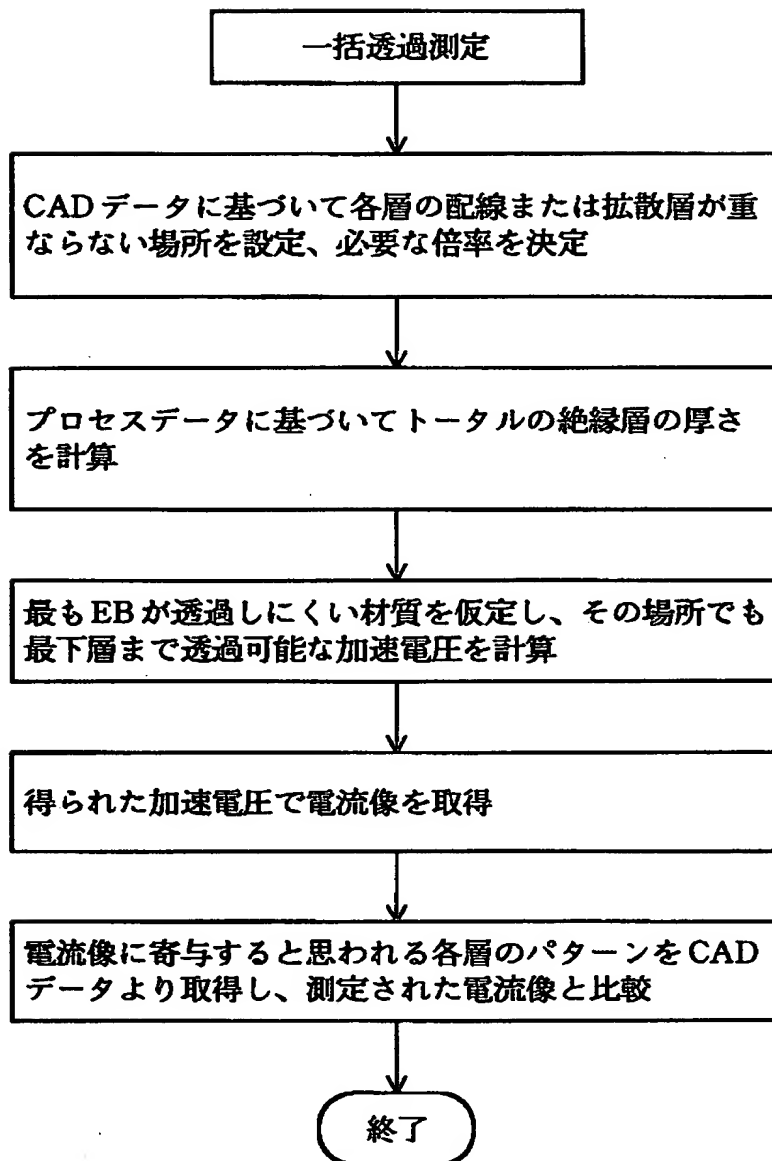 一括透過測定
CADデータに基づいて各層の配線または拡散層が重
ならない場所を設定、必要な倍率を決定
プロセスデータに基づいてトータルの絶縁層の厚さ
を計算
最もEBが透過しにくい材質を仮定し、その場所でも
最下層まで透過可能な加速電圧を計算
得られた加速電圧で電流像を取得
電流像に寄与すると思われる各層のパターンをCAD
データより取得し、測定された電流像と比較
終了